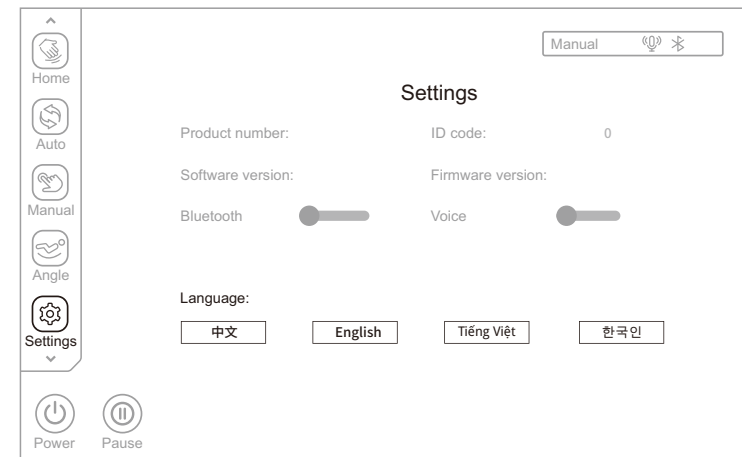 Manual
Home
Settings
Product number:
ID code:
0
Auto
Software version:
Firmware version:
Manual
Bluetooth
Voice
Angle
Language:
Settings
中文
English
Tiếng Việt
한국인
Power
Pause